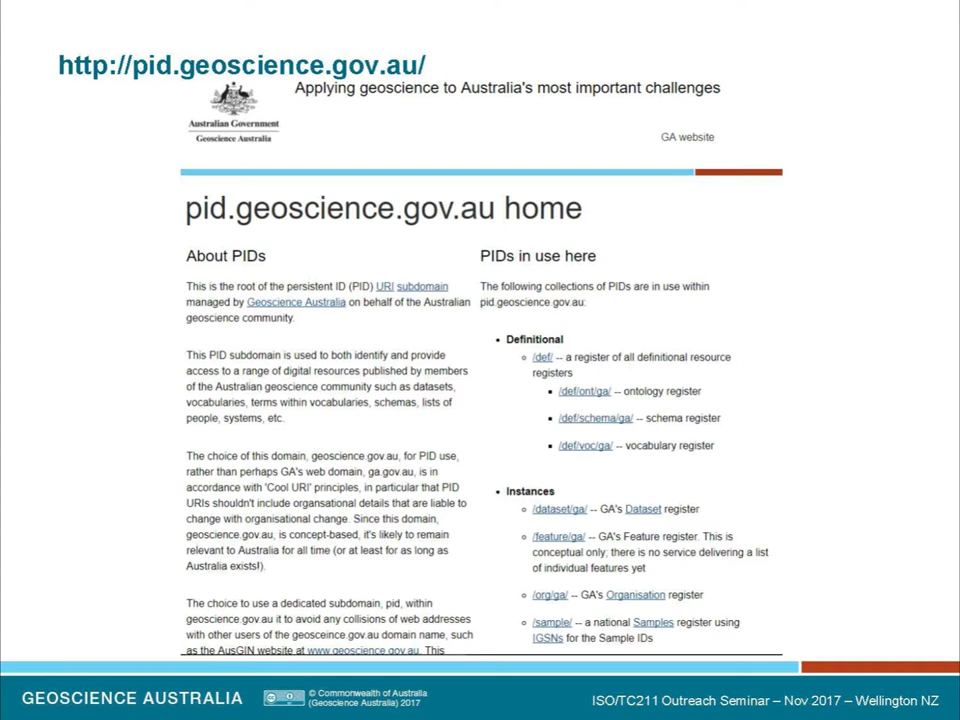 http://pid.geoscience.gov.au/
Applying geoscience to Australia's most important challenges
Australian Government
Geoscience Australia
GA website
pid.geoscience.gov.au home
About PIDs
This is the root of the persistent ID (PID) URI subdomain
managed by Geoscience Australia on behalf of the Australian
geoscience community.
This PID subdomain is used to both identify and provide
access to a range of digital resources published by members
of the Australian geoscience community such as datasets,
vocabularies, terms within vocabularies, schemas, lists of
people, systems, etc.
The choice of this domain, geoscience.gov.au, for PID use,
rather than perhaps GA's web domain, ga.gov.au, is in
accordance with 'Cool URI' principles, in particular that PID
URIs shouldn't include organsational details that are liable to
change with organisational change. Since this domain,
geoscience.gov.au, is concept-based, it's likely to remain
relevant to Australia for all time (or at least for as long as
Australia exists!).
The choice to use a dedicated subdomain, pid, within
geoscience.gov.au it to avoid any collisions of web addresses
with other users of the geosceince.gov.au domain name, such
as the AusGIN website at www.geoscience.gov.au. This
PIDs in use here
The following collections of PIDs are in use within
pid.geoscience.gov.au:
• Definitional
/def/ -- a register of all definitional resource
registers
/def/ont/ga/ -- ontology register
/def/schema/ga/ -- schema register
/def/voc/ga/ -- vocabulary register
• Instances
/dataset/ga/ -- GA's Dataset register
/feature/ga/ -- GA's Feature register. This is
conceptual only; there is no service delivering a list
of individual features yet
/org/ga/ -- GA's Organisation register
/sample/ -- a national Samples register using
IGSNs for the Sample IDs
GEOSCIENCE AUSTRALIA
© Commonwealth of Australia
(Geoscience Australia) 2017
ISO/TC211 Outreach Seminar – Nov 2017 – Wellington NZ